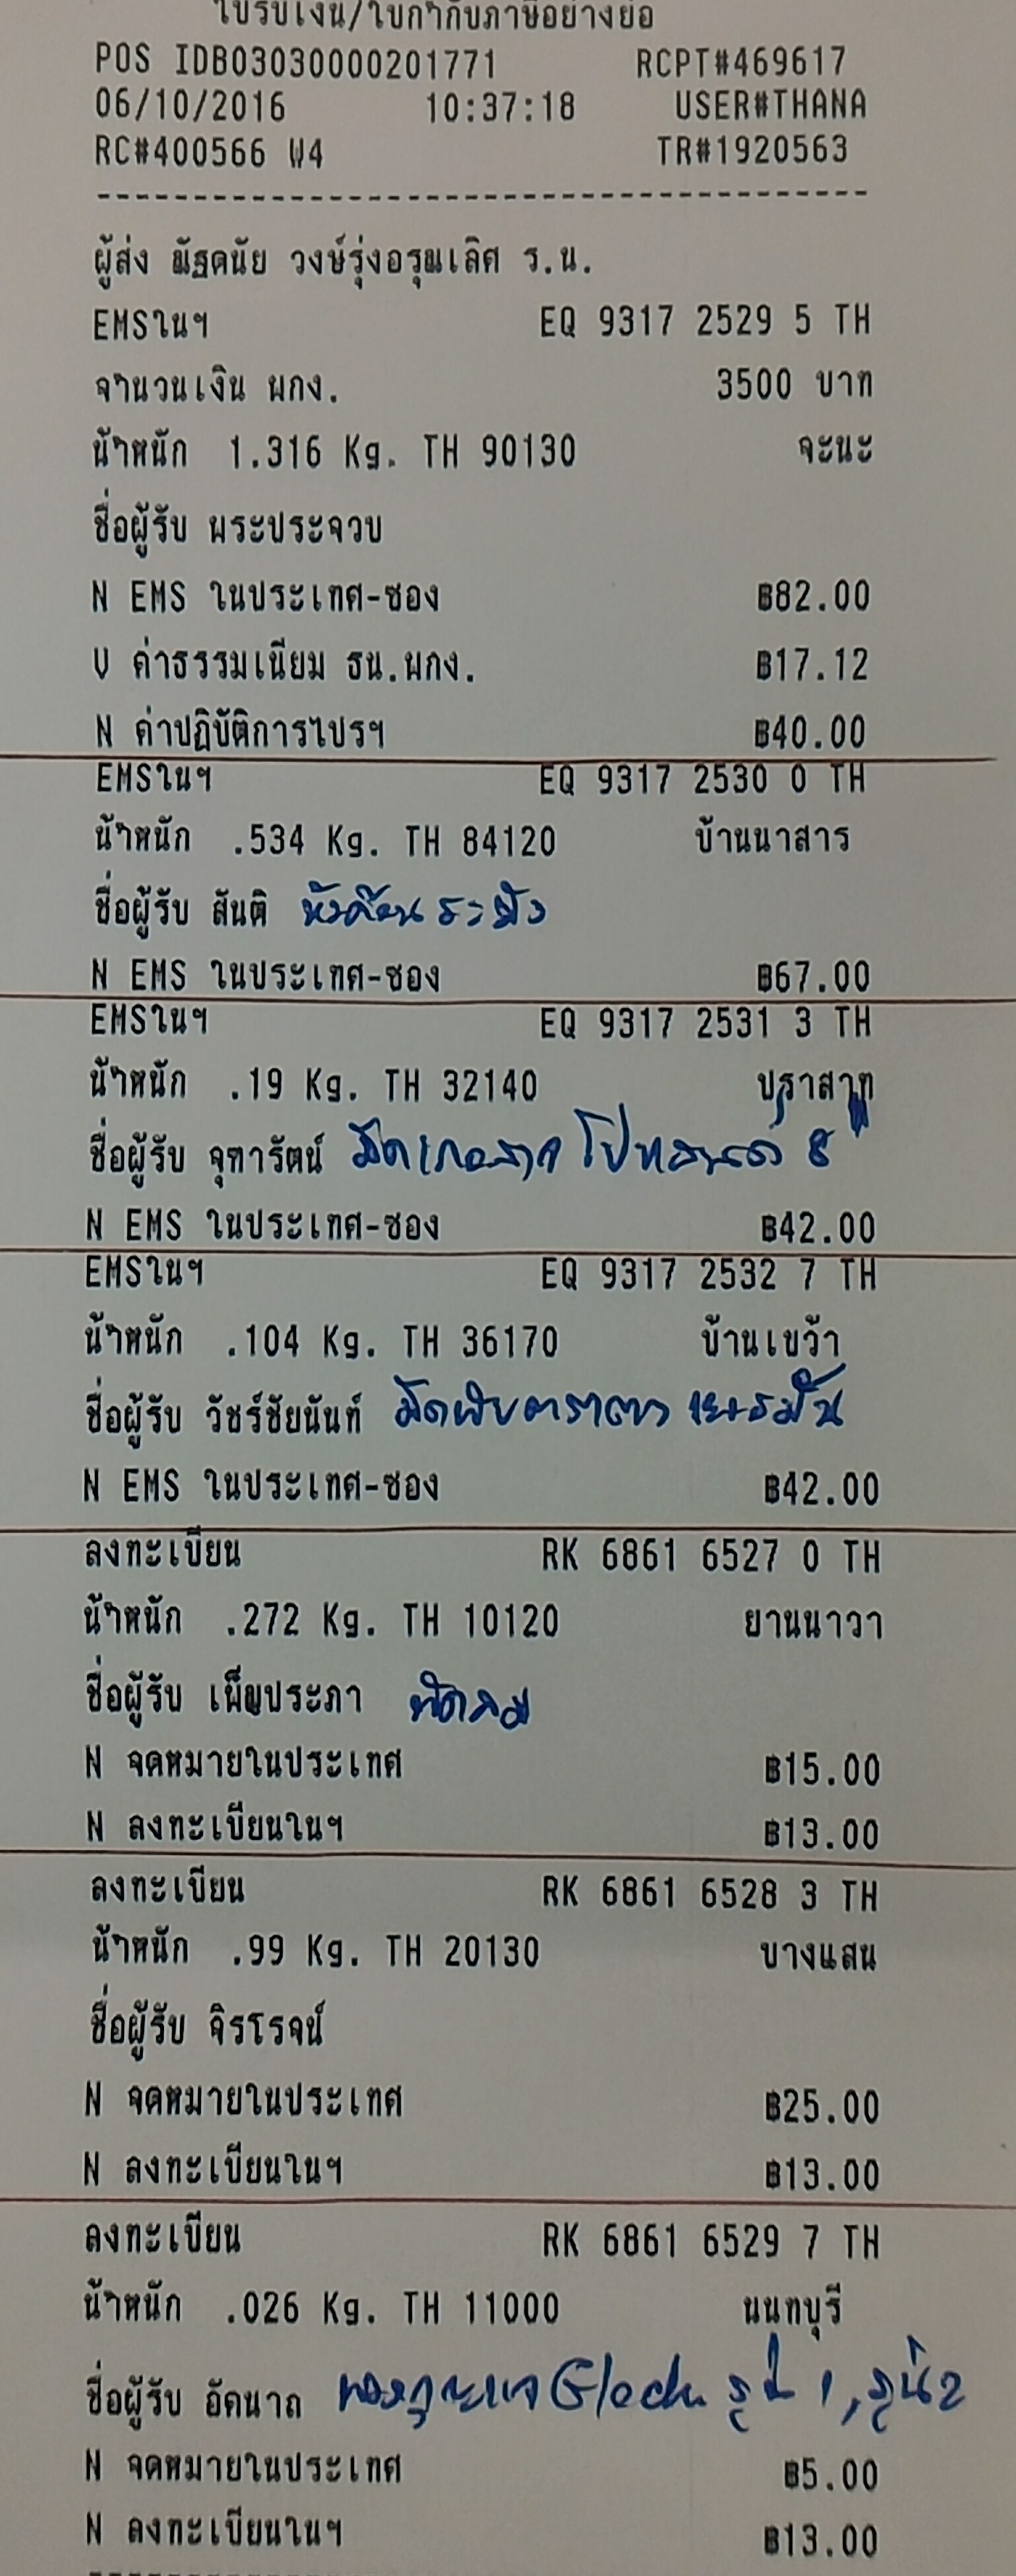 ใบรับเงิน/ใบกำกับภาษีอย่างย่อ
POS IDB03030000201771 RCPT#469617
06/10/2016 10:37:18 USER#THANA
RC#400566 W4 TR#1920563
ผู้ส่ง ณัฐดนัย วงษ์รุ่งอรุณเลิศ ร.น.
EMSในฯ EQ 9317 2529 5 TH
จำนวนเงิน พกง. 3500 บาท
น้ำหนัก 1.316 Kg. TH 90130 จะนะ
ชื่อผู้รับ พระประจวบ
N EMS ในประเทศ-ซอง ฿82.00
V ค่าธรรมเนียม ธน.พกง. ฿17.12
N ค่าปฏิบัติการไปรฯ ฿40.00
EMSในฯ EQ 9317 2530 0 TH
น้ำหนัก .534 Kg. TH 84120 บ้านนาสาร
ชื่อผู้รับ สันติ
N EMS ในประเทศ-ซอง ฿67.00
EMSในฯ EQ 9317 2531 3 TH
น้ำหนัก .19 Kg. TH 32140 ปราสาท
ชื่อผู้รับ จุฑารัตน์
N EMS ในประเทศ-ซอง ฿42.00
EMSในฯ EQ 9317 2532 7 TH
น้ำหนัก .104 Kg. TH 36170 บ้านเขว้า
ชื่อผู้รับ วัชร์ชัยนันท์
N EMS ในประเทศ-ซอง ฿42.00
ลงทะเบียน RK 6861 6527 0 TH
น้ำหนัก .272 Kg. TH 10120 ยานนาวา
ชื่อผู้รับ เพ็ญประภา
N จดหมายในประเทศ ฿15.00
N ลงทะเบียนในฯ ฿13.00
ลงทะเบียน RK 6861 6528 3 TH
น้ำหนัก .99 Kg. TH 20130 บางแสน
ชื่อผู้รับ จิรโรจน์
N จดหมายในประเทศ ฿25.00
N ลงทะเบียนในฯ ฿13.00
ลงทะเบียน RK 6861 6529 7 TH
น้ำหนัก .026 Kg. TH 11000 นนทบุรี
ชื่อผู้รับ อัคนาถ รุ่น 1, รุ่น 2
N จดหมายในประเทศ ฿5.00
N ลงทะเบียนในฯ ฿13.00